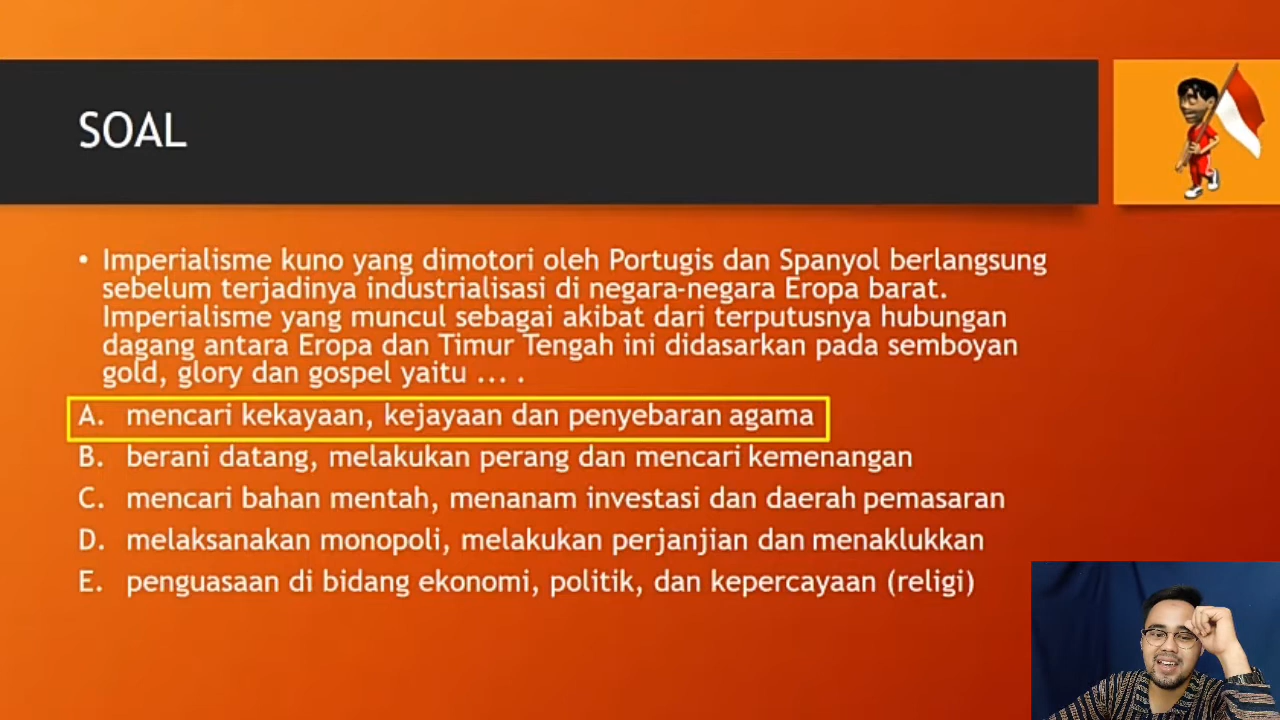 SOAL
• Imperialisme kuno yang dimotori oleh Portugis dan Spanyol berlangsung
sebelum terjadinya industrialisasi di negara-negara Eropa barat.
Imperialisme yang muncul sebagai akibat dari terputusnya hubungan
dagang antara Eropa dan Timur Tengah ini didasarkan pada semboyan
gold, glory dan gospel yaitu ... .
A. mencari kekayaan, kejayaan dan penyebaran agama
B. berani datang, melakukan perang dan mencari kemenangan
C. mencari bahan mentah, menanam investasi dan daerah pemasaran
D. melaksanakan monopoli, melakukan perjanjian dan menaklukkan
E. penguasaan di bidang ekonomi, politik, dan kepercayaan (religi)